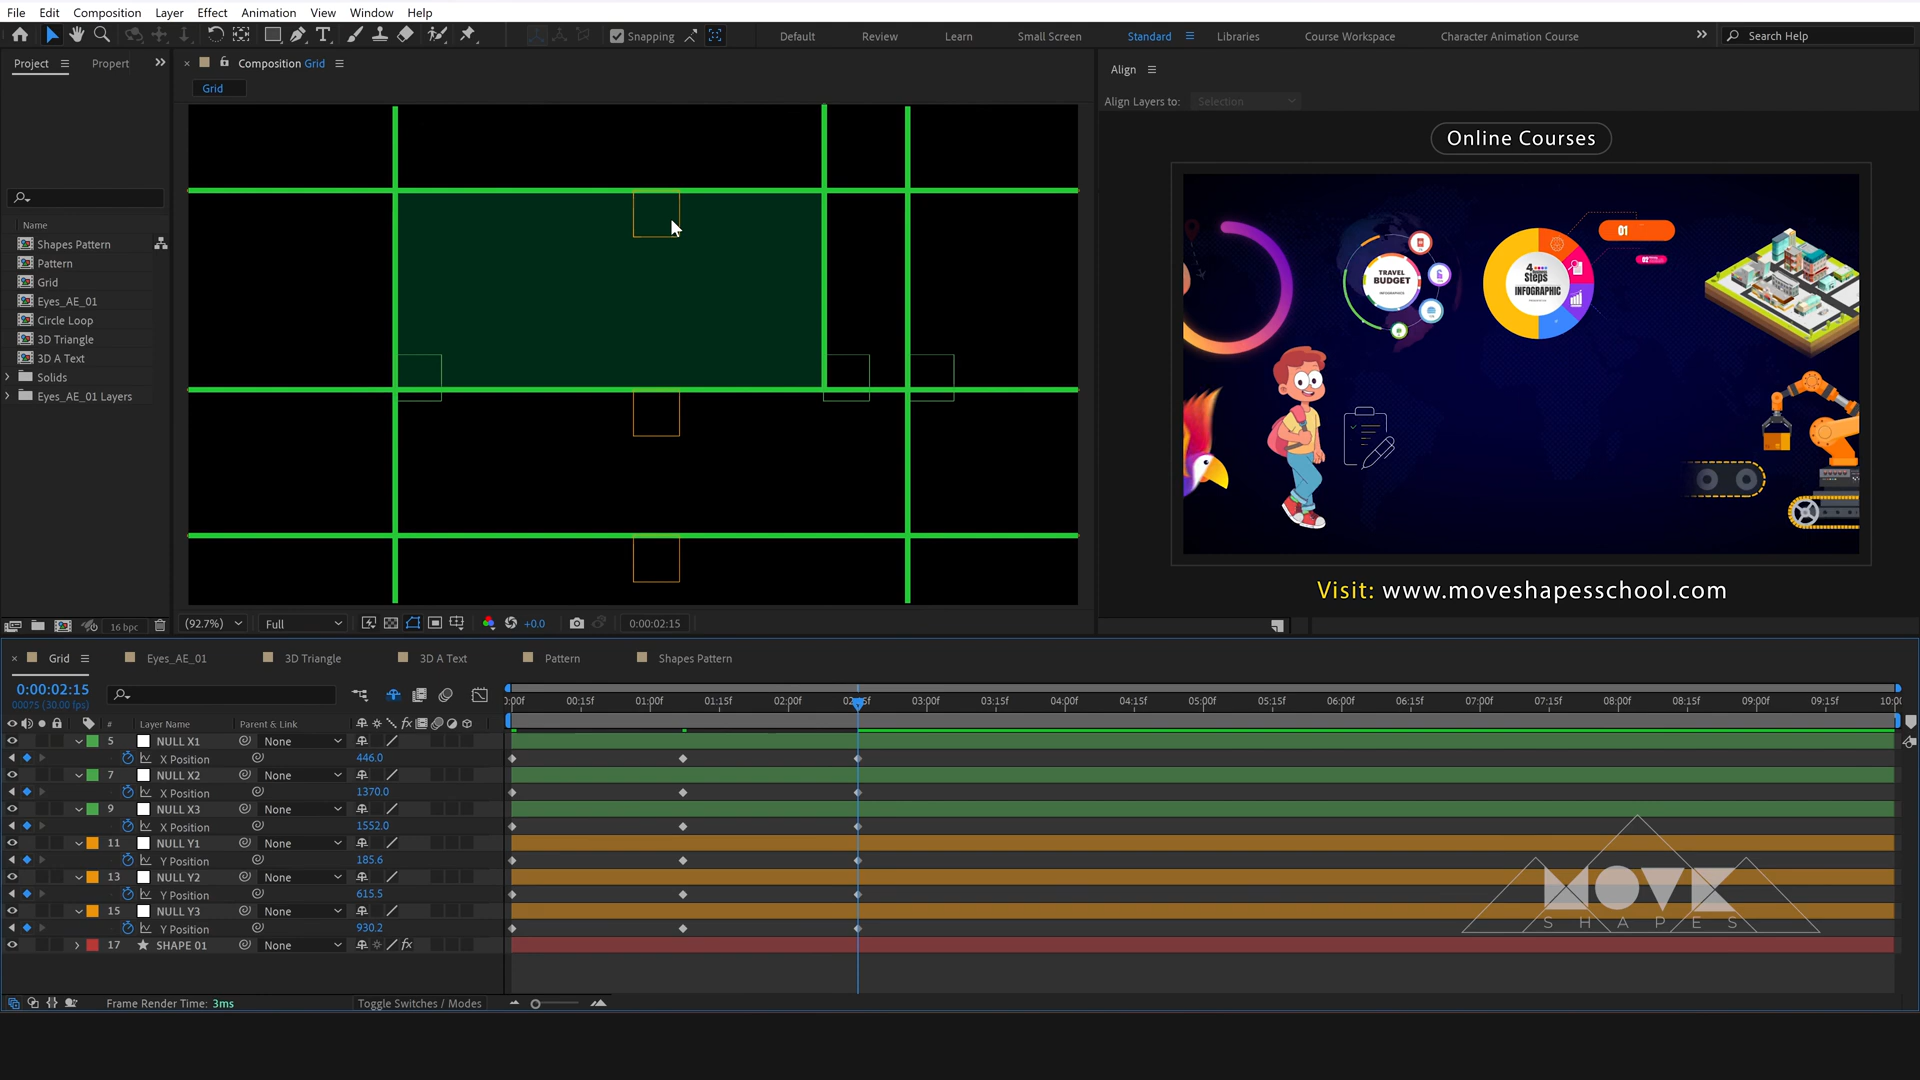 File Edit Composition Layer Effect Animation View Window Help
Snapping Default Review Learn Small Screen Standard Libraries Course Workspace Character Animation Course Search Help
Project Propert Composition Grid Align
Grid
Align Layers to: Selection
Online Courses
Name
Shapes Pattern
Pattern
Grid
Eyes_AE_01
Circle Loop
3D Triangle
3D A Text
Solids
Eyes_AE_01 Layers
TRAVEL
BUDGET
INFOGRAPHICS
4
Steps
INFOGRAPHIC
01
02
Visit: www.moveshapesschool.com
16 bpc (92.7%) Full +0.0 0:00:02:15
Grid Eyes_AE_01 3D Triangle 3D A Text Pattern Shapes Pattern
0:00:02:15
00075 (30.00 fps)
:00f 00:15f 01:00f 01:15f 02:00f 02:15f 03:00f 03:15f 04:00f 04:15f 05:00f 05:15f 06:00f 06:15f 07:00f 07:15f 08:00f 08:15f 09:00f 09:15f 10:00
# Layer Name Parent & Link
5 NULL X1 None
X Position 446.0
7 NULL X2 None
X Position 1370.0
9 NULL X3 None
X Position 1552.0
11 NULL Y1 None
Y Position 185.6
13 NULL Y2 None
Y Position 615.5
15 NULL Y3 None
Y Position 930.2
17 SHAPE 01 None
MOVE
SHAPES
Frame Render Time: 3ms Toggle Switches / Modes